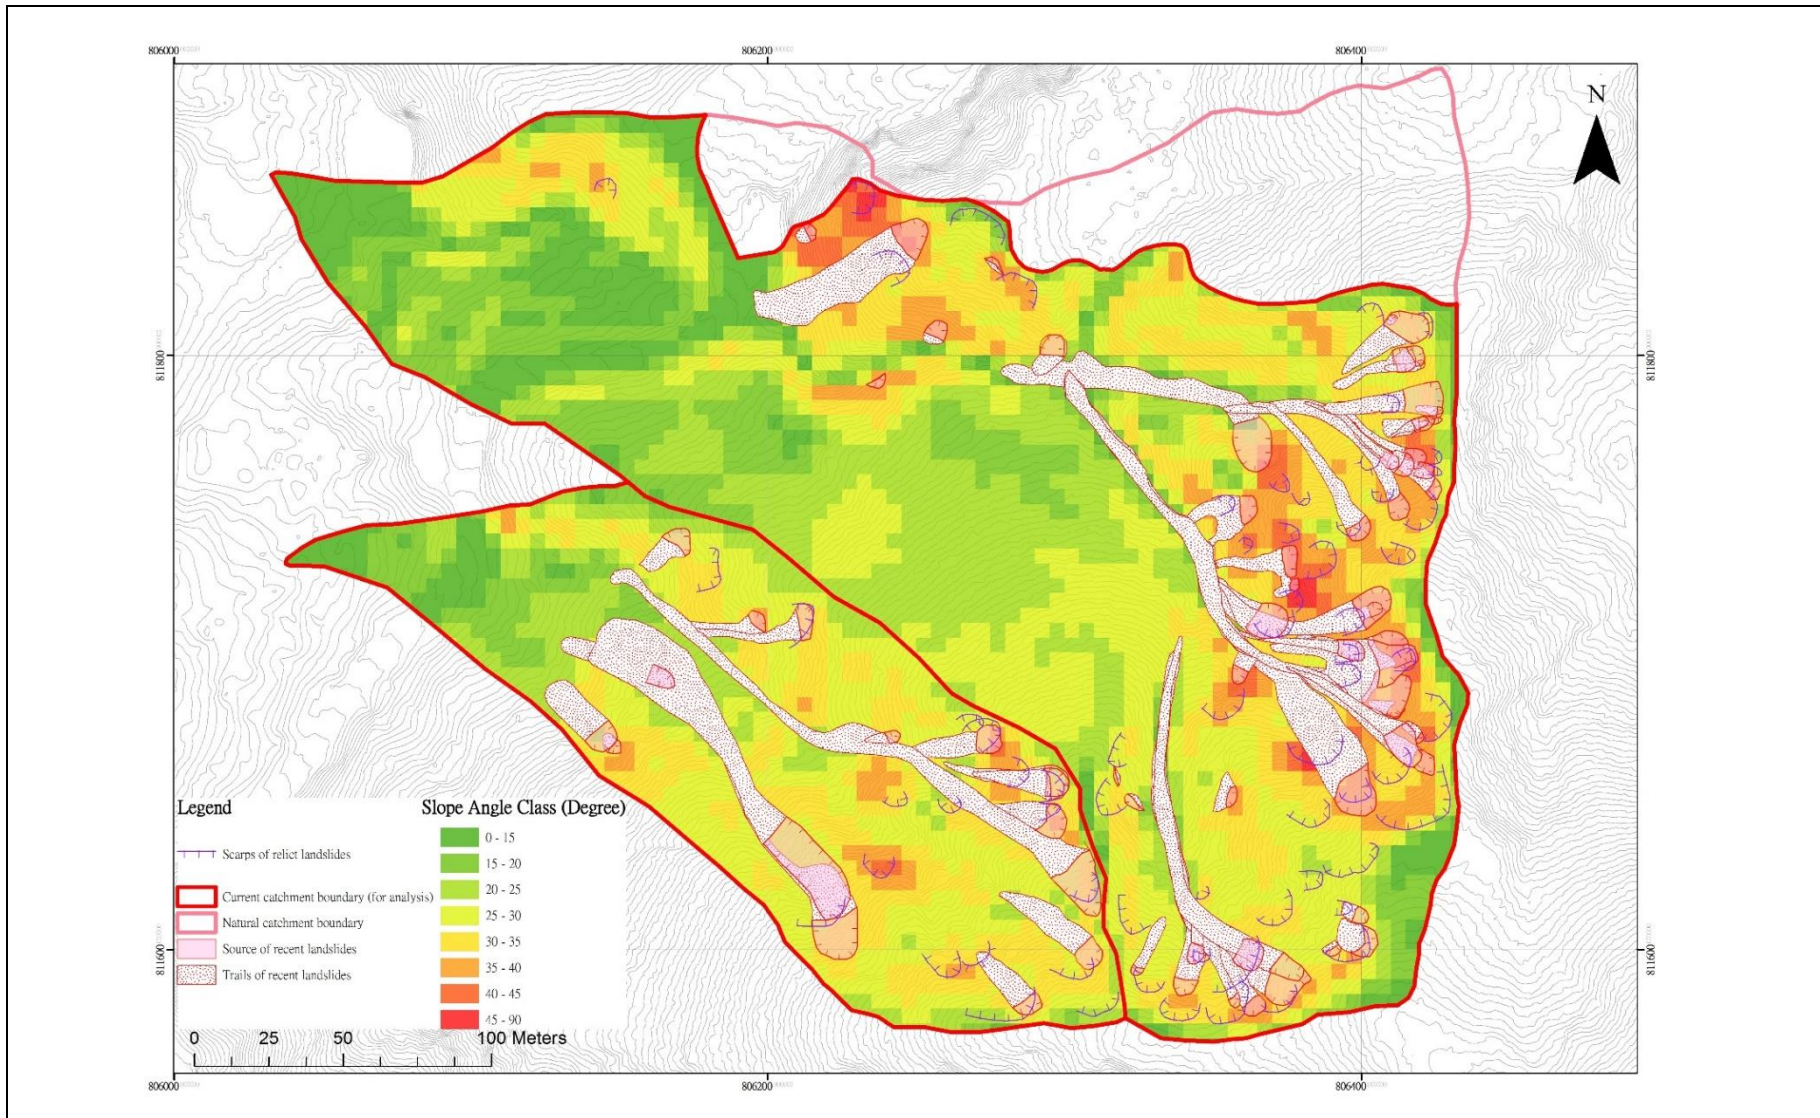 806000 806200 806400
N
811800 811800
Legend
Slope Angle Class (Degree)
0 - 15
Scarps of relict landslides
15 - 20
20 - 25
Current catchment boundary (for analysis)
25 - 30
Natural catchment boundary
30 - 35
Source of recent landslides
35 - 40
Trails of recent landslides
40 - 45
45 - 90
811600 811600
0 25 50 100 Meters
806000 806200 806400